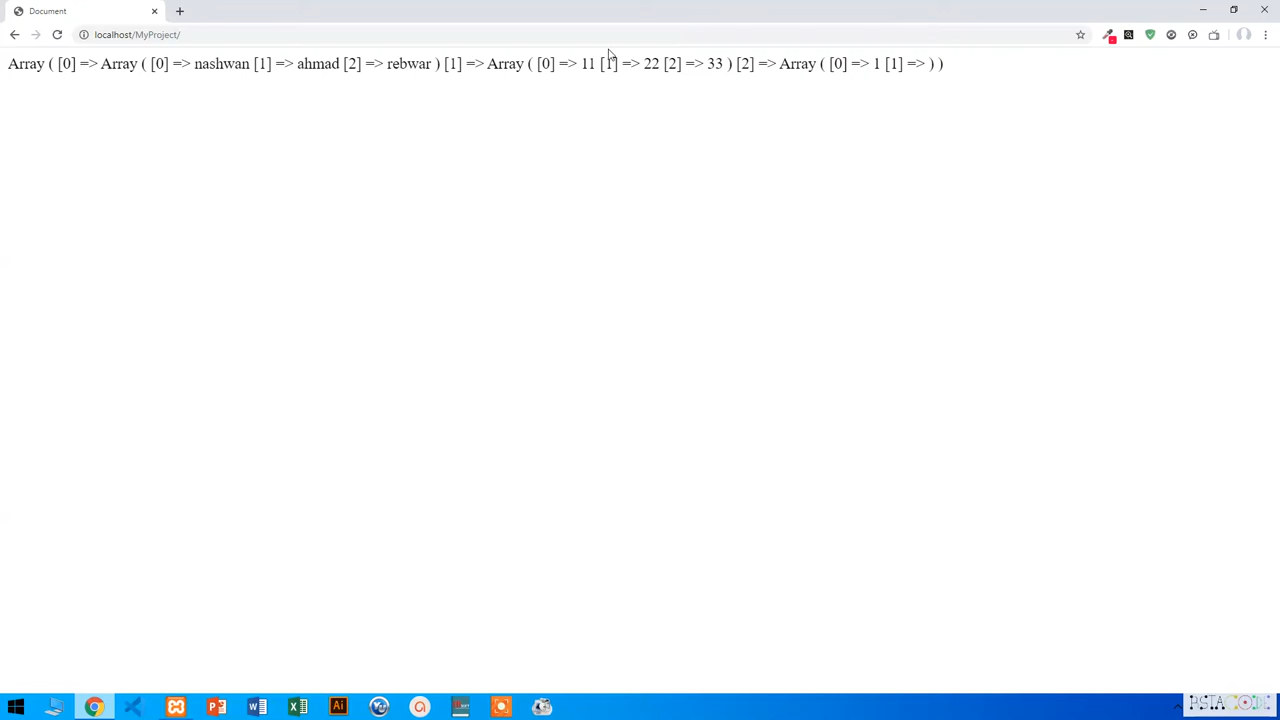 Document
localhost/MyProject/
Array ( [0] => Array ( [0] => nashwan [1] => ahmad [2] => rebwar ) [1] => Array ( [0] => 11 [1] => 22 [2] => 33 ) [2] => Array ( [0] => 1 [1] => ) )